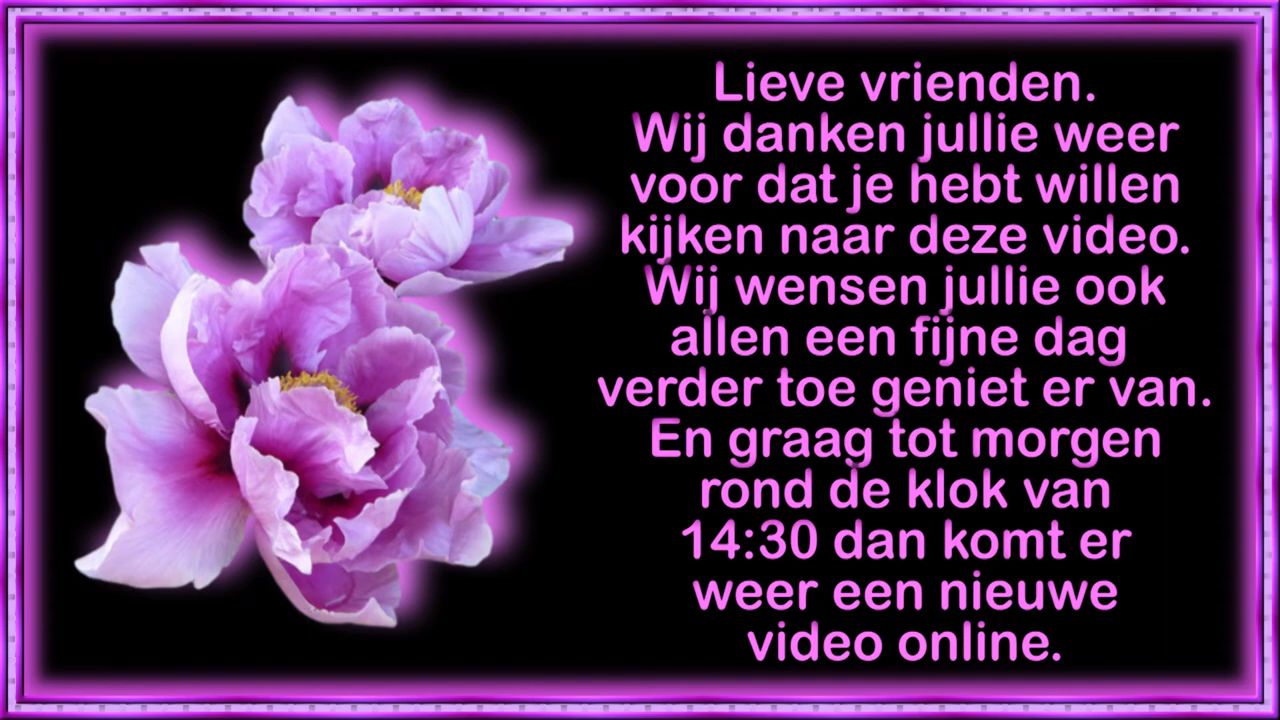 Lieve vrienden.
Wij danken jullie weer
voor dat je hebt willen
kijken naar deze video.
Wij wensen jullie ook
allen een fijne dag
verder toe geniet er van.
En graag tot morgen
rond de klok van
14:30 dan komt er
weer een nieuwe
video online.